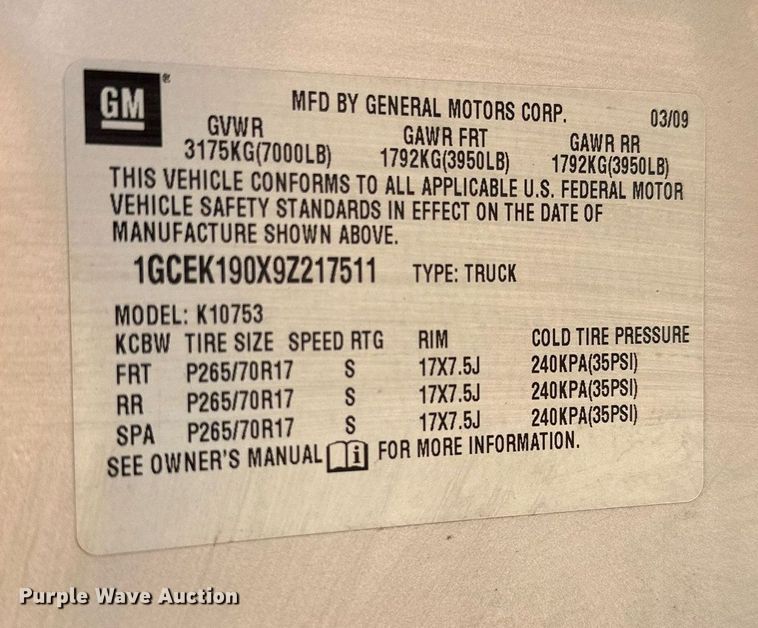 GM ®
MFD BY GENERAL MOTORS CORP. 03/09
GVWR GAWR FRT GAWR RR
3175KG(7000LB) 1792KG(3950LB) 1792KG(3950LB)
THIS VEHICLE CONFORMS TO ALL APPLICABLE U.S. FEDERAL MOTOR
VEHICLE SAFETY STANDARDS IN EFFECT ON THE DATE OF
MANUFACTURE SHOWN ABOVE.
1GCEK190X9Z217511 TYPE: TRUCK
MODEL: K10753
KCBW TIRE SIZE SPEED RTG RIM COLD TIRE PRESSURE
FRT P265/70R17 S 17X7.5J 240KPA(35PSI)
RR P265/70R17 S 17X7.5J 240KPA(35PSI)
SPA P265/70R17 S 17X7.5J 240KPA(35PSI)
SEE OWNER'S MANUAL i FOR MORE INFORMATION.
Purple Wave Auction